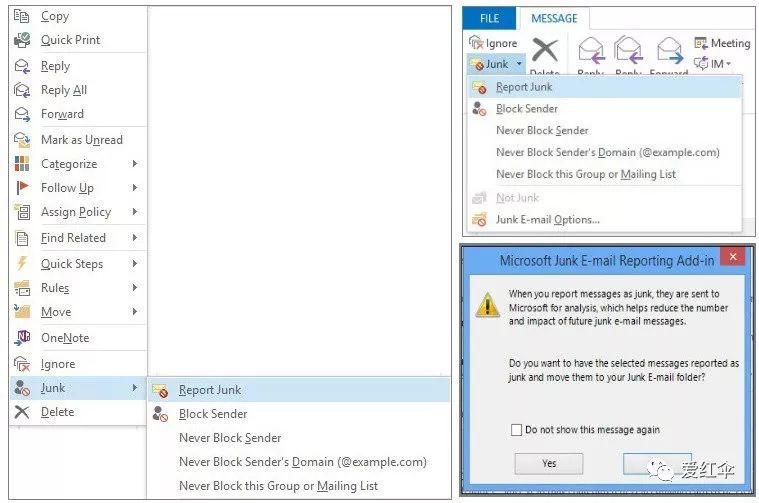 Copy
Quick Print
Reply
Reply All
Forward
Mark as Unread
Categorize
Follow Up
Assign Policy
Find Related
Quick Steps
Rules
Move
OneNote
Ignore
Junk
Delete
Report Junk
Block Sender
Never Block Sender
Never Block Sender's Domain (@example.com)
Never Block this Group or Mailing List
FILE MESSAGE
Ignore
Junk
Delete Reply Reply Forward
Meeting
IM
Report Junk
Block Sender
Never Block Sender
Never Block Sender's Domain (@example.com)
Never Block this Group or Mailing List
Not Junk
Junk E-mail Options...
Microsoft Junk E-mail Reporting Add-in
When you report messages as junk, they are sent to
Microsoft for analysis, which helps reduce the number
and impact of future junk e-mail messages.
Do you want to have the selected messages reported as
junk and move them to your Junk E-mail folder?
Do not show this message again
Yes
爱红伞